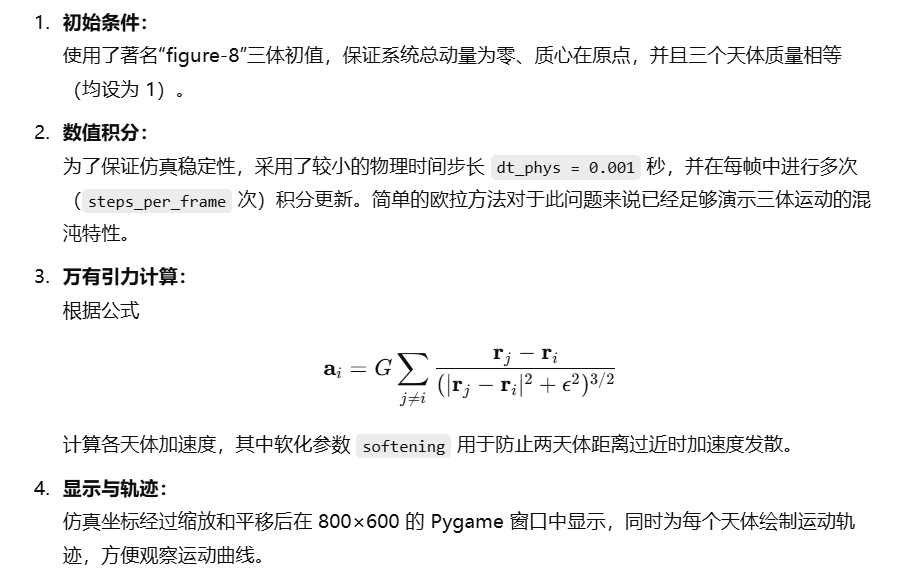 1. 初始条件：
使用了著名“figure-8”三体初值，保证系统总动量为零、质心在原点，并且三个天体质量相等
（均设为 1）。
2. 数值积分：
为了保证仿真稳定性，采用了较小的物理时间步长 dt_phys = 0.001 秒，并在每帧中进行多次
（steps_per_frame 次）积分更新。简单的欧拉方法对于此问题来说已经足够演示三体运动的混
沌特性。
3. 万有引力计算：
根据公式
$$\mathbf{a}_i = G \sum_{j \neq i} \frac{\mathbf{r}_j - \mathbf{r}_i}{(|\mathbf{r}_j - \mathbf{r}_i|^2 + \epsilon^2)^{3/2}}$$
计算各天体加速度，其中软化参数 softening 用于防止两天体距离过近时加速度发散。
4. 显示与轨迹：
仿真坐标经过缩放和平移后在 800×600 的 Pygame 窗口中显示，同时为每个天体绘制运动轨
迹，方便观察运动曲线。